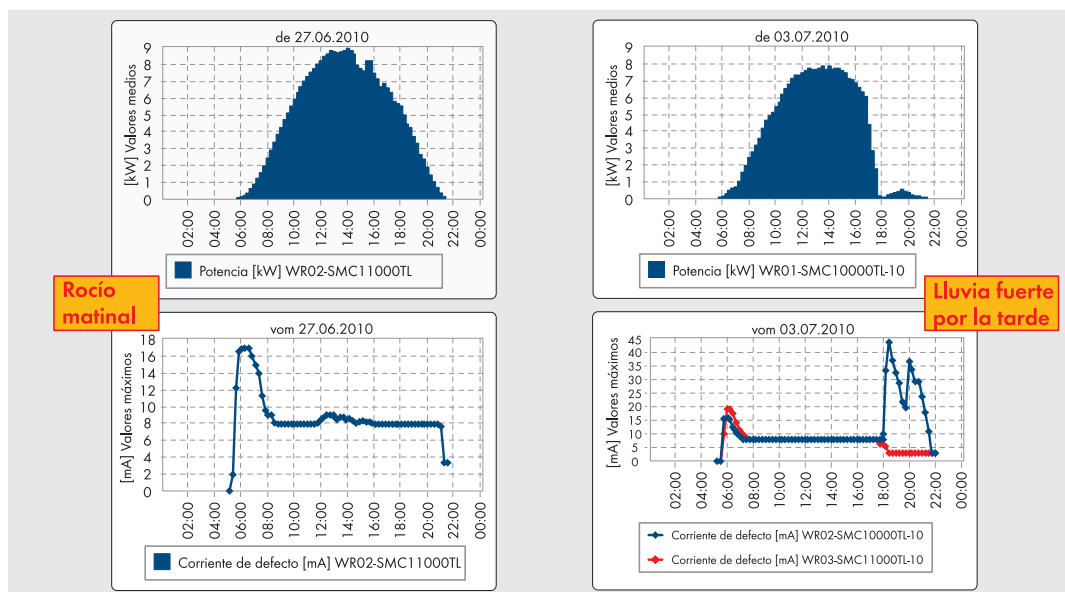 de 27.06.2010
[kW] Valores medios
9
8
7
6
5
4
3
2
1
0
02:00 04:00 06:00 08:00 10:00 12:00 14:00 16:00 18:00 20:00 22:00 00:00
Potencia [kW] WR02-SMC11000TL
de 03.07.2010
[kW] Valores medios
9
8
7
6
5
4
3
2
1
0
02:00 04:00 06:00 08:00 10:00 12:00 14:00 16:00 18:00 20:00 22:00 00:00
Potencia [kW] WR01-SMC10000TL-10
Rocío
matinal
Lluvia fuerte
por la tarde
vom 27.06.2010
[mA] Valores máximos
18
16
14
12
10
8
6
4
2
0
02:00 04:00 06:00 08:00 10:00 12:00 14:00 16:00 18:00 20:00 22:00 00:00
Corriente de defecto [mA] WR02-SMC11000TL
vom 03.07.2010
[mA] Valores máximos
45
40
35
30
25
20
15
10
5
0
02:00 04:00 06:00 08:00 10:00 12:00 14:00 16:00 18:00 20:00 22:00 00:00
Corriente de defecto [mA] WR02-SMC10000TL-10
Corriente de defecto [mA] WR03-SMC11000TL-10